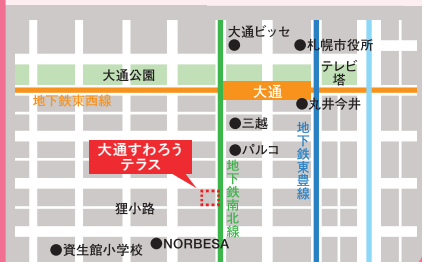 大通ビッセ
札幌市役所
大通公園
テレビ
塔
大通
地下鉄東西線
丸井今井
三越
大通すわろう
テラス
パルコ
地下鉄東豊線
地下鉄南北線
狸小路
NORBESA
資生館小学校